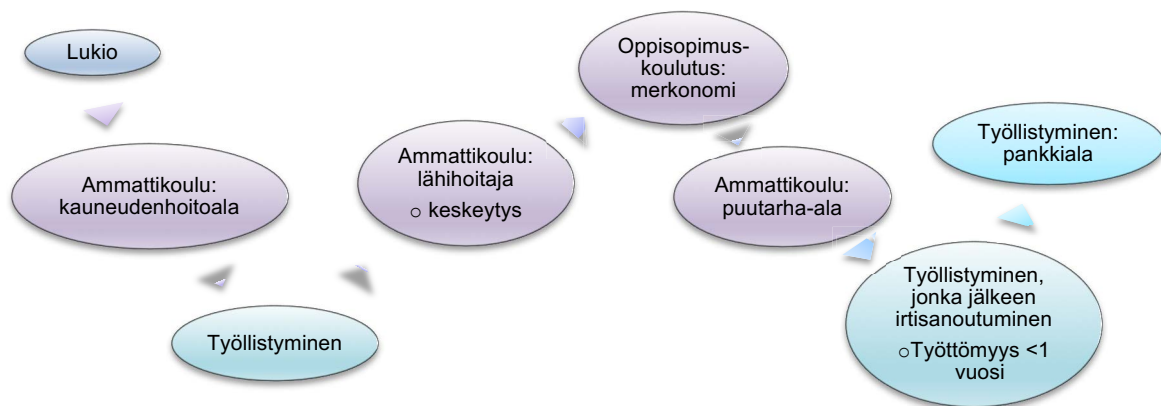 Lukio
Ammattikoulu:
kauneudenhoitoala
Työllistyminen
Ammattikoulu:
lähihoitaja
o keskeytys
Oppisopimus-
koulutus:
merkonomi
Ammattikoulu:
puutarha-ala
Työllistyminen,
jonka jälkeen
irtisanoutuminen
oTyöttömyys <1
vuosi
Työllistyminen:
pankkiala